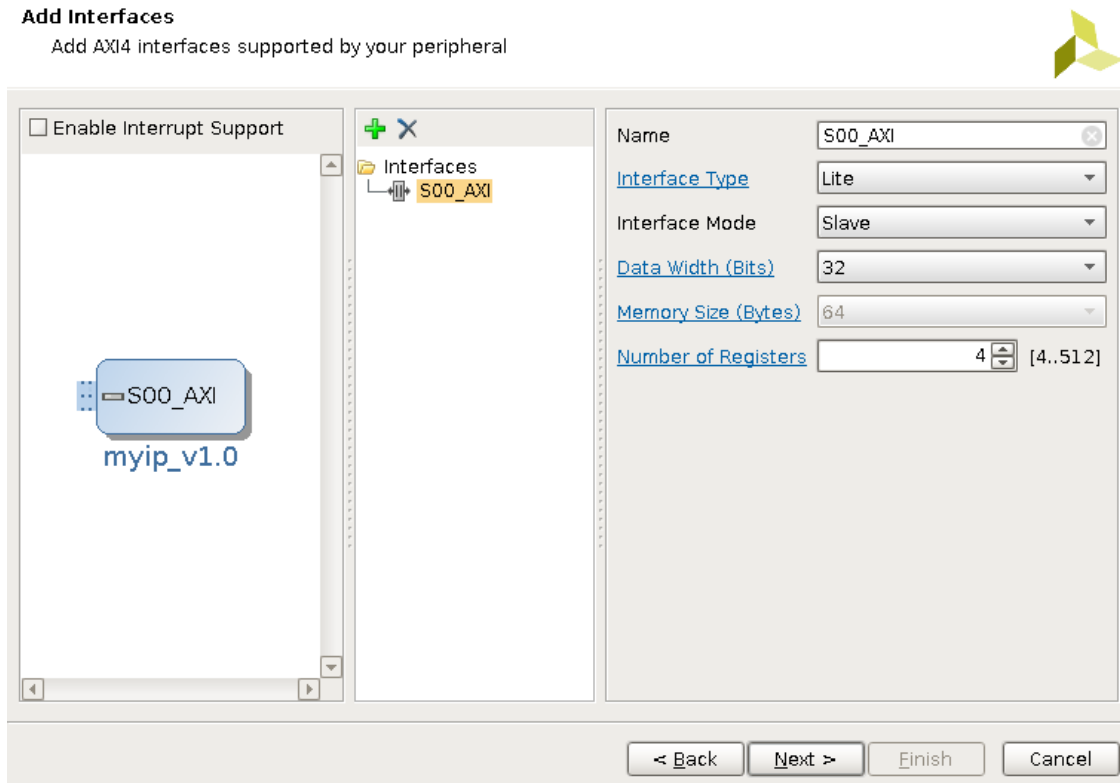 Add Interfaces
Add AXI4 interfaces supported by your peripheral
Enable Interrupt Support
S00_AXI
myip_v1.0
Interfaces
S00_AXI
Name S00_AXI
Interface Type Lite
Interface Mode Slave
Data Width (Bits) 32
Memory Size (Bytes) 64
Number of Registers 4 [4..512]
< Back Next > Finish Cancel